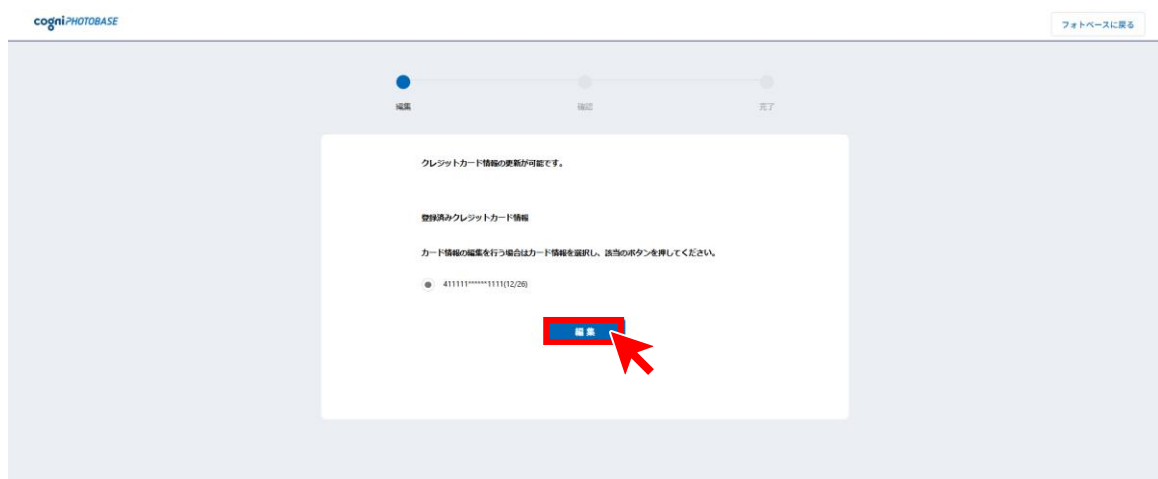 cogni PHOTOBASE
フォトベースに戻る
編集
確認
完了
クレジットカード情報の更新が可能です。
登録済みクレジットカード情報
カード情報の編集を行う場合はカード情報を選択し、該当のボタンを押してください。
411111******1111(12/26)
編集